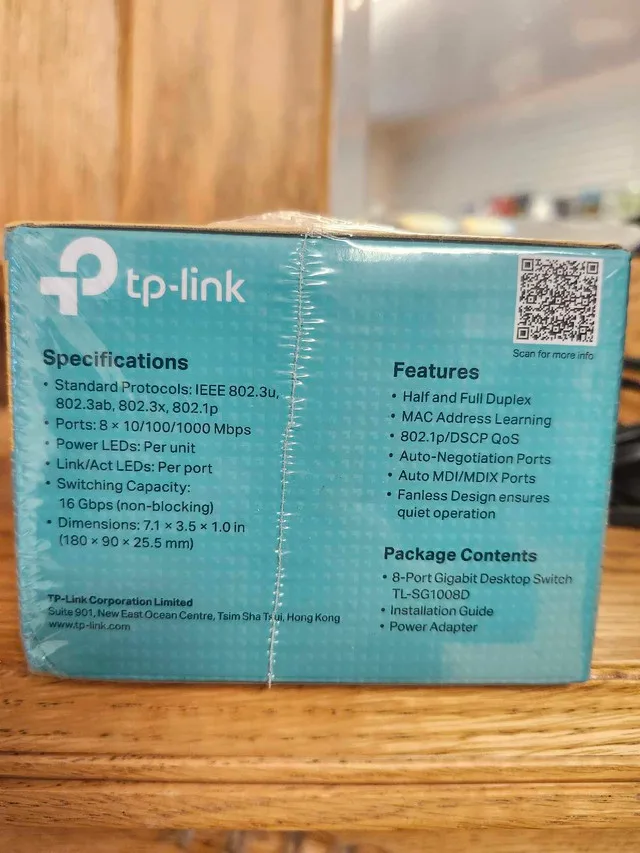 tp-link
Specifications
• Standard Protocols: IEEE 802.3u,
802.3ab, 802.3x, 802.1p
• Ports: 8 × 10/100/1000 Mbps
• Power LEDs: Per unit
• Link/Act LEDs: Per port
• Switching Capacity:
16 Gbps (non-blocking)
• Dimensions: 7.1 × 3.5 × 1.0 in
(180 × 90 × 25.5 mm)
TP-Link Corporation Limited
Suite 901, New East Ocean Centre, Tsim Sha Tsui, Hong Kong
www.tp-link.com
Scan for more info
Features
• Half and Full Duplex
• MAC Address Learning
• 802.1p/DSCP QoS
• Auto-Negotiation Ports
• Auto MDI/MDIX Ports
• Fanless Design ensures
quiet operation
Package Contents
• 8-Port Gigabit Desktop Switch
TL-SG1008D
• Installation Guide
• Power Adapter